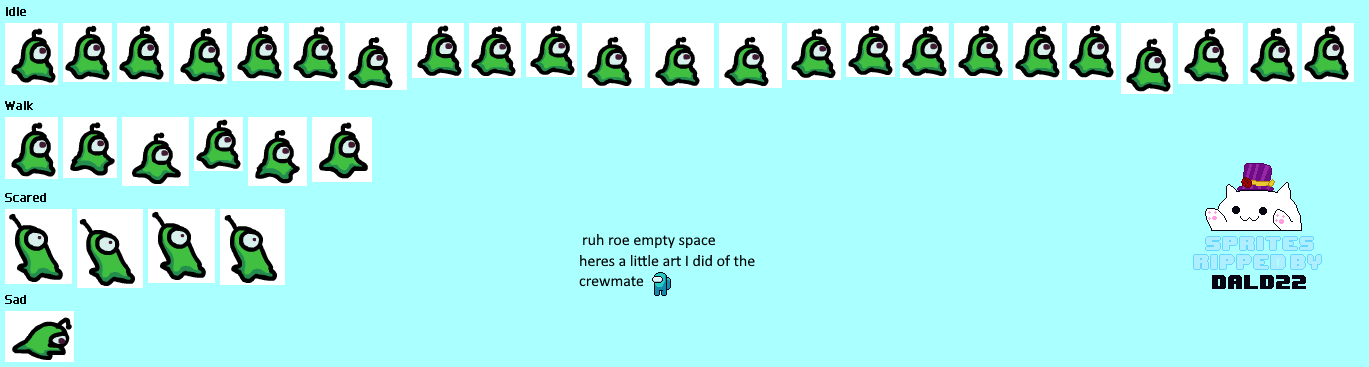 Idle
Walk
Scared
ruh roe empty space
heres a little art I did of the
crewmate
SPRITES
RIPPED BY
DALD22
Sad